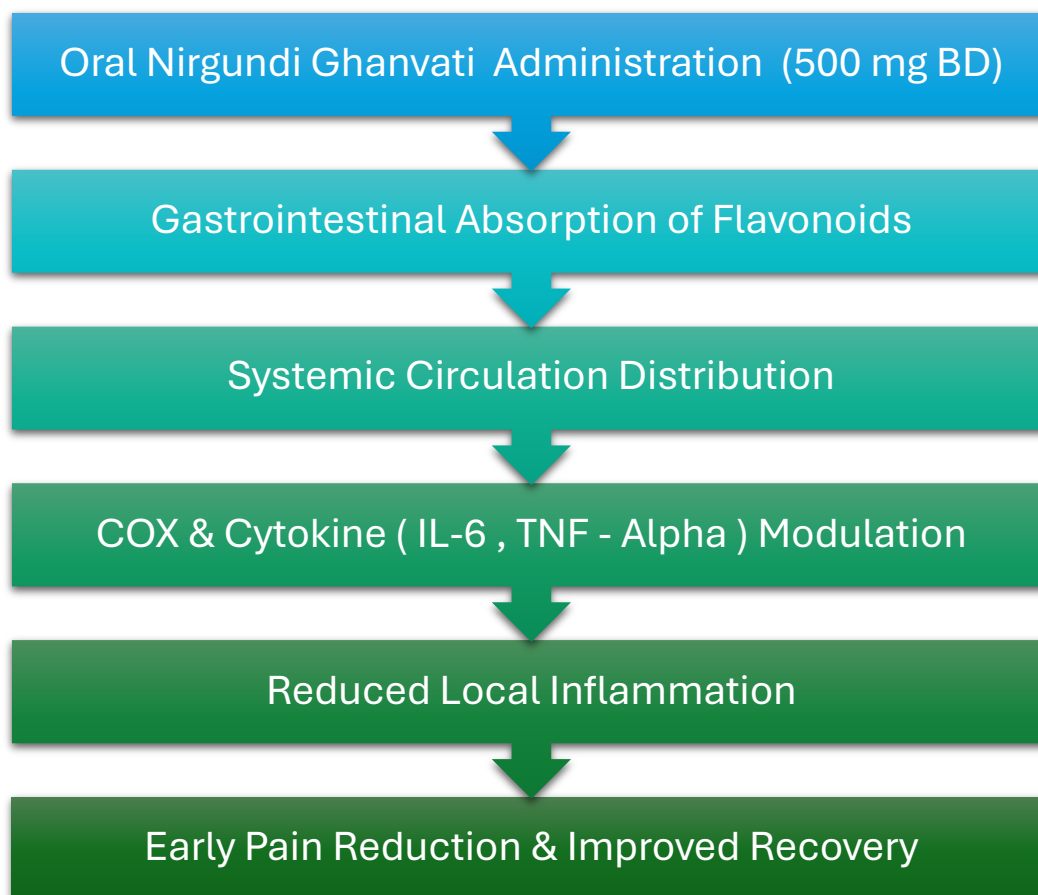 Oral Nirgundi Ghanvati  Administration  (500 mg BD)
Gastrointestinal Absorption of Flavonoids
Systemic Circulation Distribution
COX & Cytokine ( IL-6 , TNF - Alpha ) Modulation
Reduced Local Inflammation
Early Pain Reduction & Improved Recovery